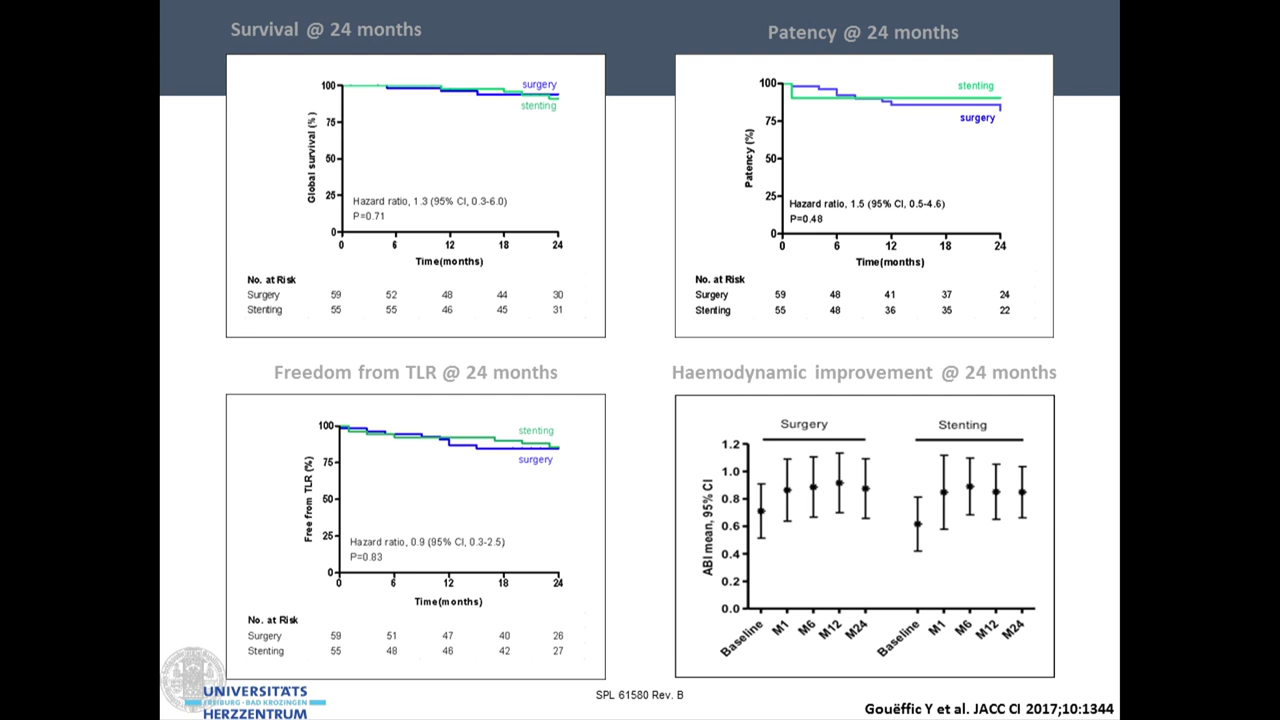 Survival @ 24 months
surgery
stenting
100
75
50
25
0
Global survival (%)
Hazard ratio, 1.3 (95% CI, 0.3-6.0)
P=0.71
0 6 12 18 24
Time(months)
No. at Risk
Surgery 59 52 48 44 30
Stenting 55 55 46 45 31
Patency @ 24 months
stenting
surgery
100
75
50
25
0
Patency (%)
Hazard ratio, 1.5 (95% CI, 0.5-4.6)
P=0.48
0 6 12 18 24
Time(months)
No. at Risk
Surgery 59 48 41 37 24
Stenting 55 48 36 35 22
Freedom from TLR @ 24 months
stenting
surgery
100
75
50
25
0
Free from TLR (%)
Hazard ratio, 0.9 (95% CI, 0.3-2.5)
P=0.83
0 6 12 18 24
Time(months)
No. at Risk
Surgery 59 51 47 40 26
Stenting 55 48 46 42 27
Haemodynamic improvement @ 24 months
Surgery Stenting
1.2
1.0
0.8
0.6
0.4
0.2
0.0
ABI mean, 95% CI
Baseline M1 M6 M12 M24 Baseline M1 M6 M12 M24
UNIVERSITÄTS
FREIBURG · BAD KROZINGEN
HERZZENTRUM
SPL 61580 Rev. B
Gouëffic Y et al. JACC CI 2017;10:1344